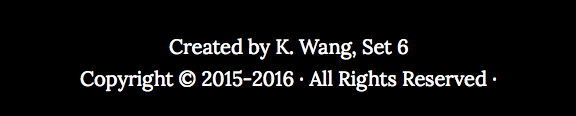 Created by K. Wang, Set 6
Copyright © 2015-2016 · All Rights Reserved ·